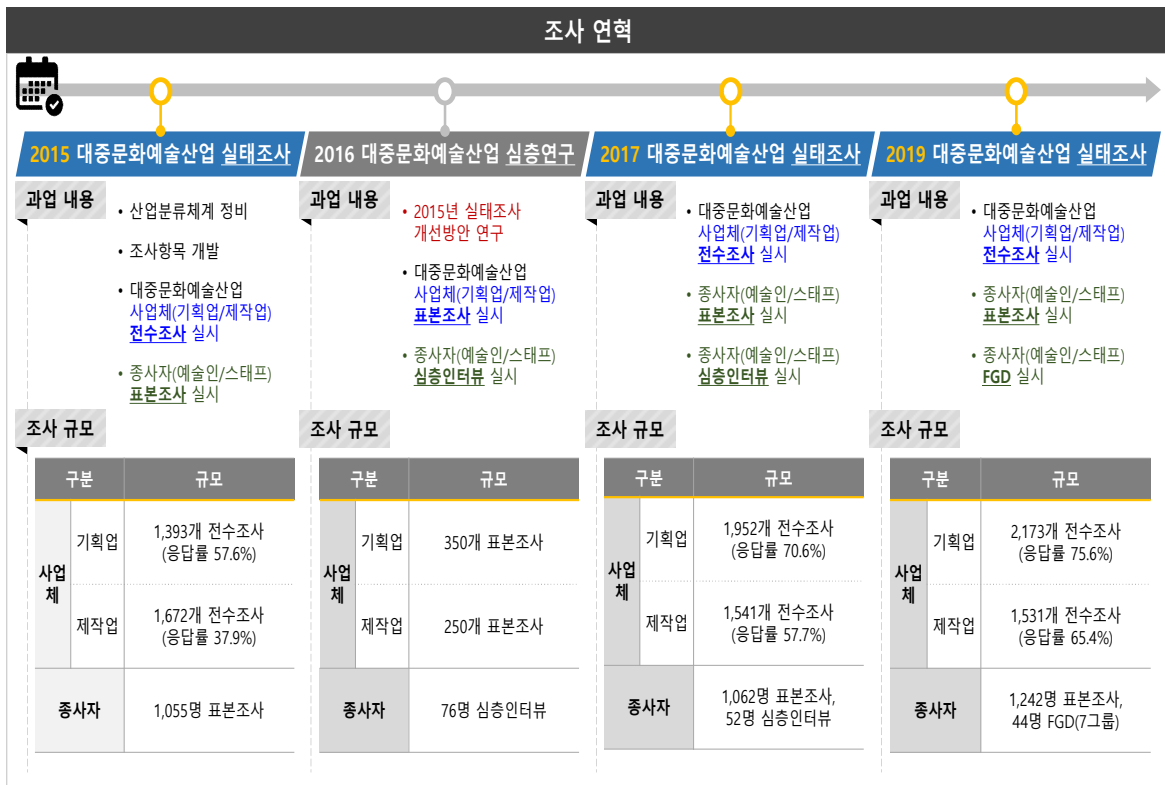 조사 연혁
2015 대중문화예술산업 실태조사
과업 내용
• 산업분류체계 정비
• 조사항목 개발
• 대중문화예술산업
사업체(기획업/제작업)
전수조사 실시
• 종사자(예술인/스태프)
표본조사 실시
조사 규모
구분 규모
사업
체
기획업
1,393개 전수조사
(응답률 57.6%)
제작업
1,672개 전수조사
(응답률 37.9%)
종사자 1,055명 표본조사
2016 대중문화예술산업 심층연구
과업 내용
• 2015년 실태조사
개선방안 연구
• 대중문화예술산업
사업체(기획업/제작업)
표본조사 실시
• 종사자(예술인/스태프)
심층인터뷰 실시
조사 규모
구분 규모
사업
체
기획업 350개 표본조사
제작업 250개 표본조사
종사자 76명 심층인터뷰
2017 대중문화예술산업 실태조사
과업 내용
• 대중문화예술산업
사업체(기획업/제작업)
전수조사 실시
• 종사자(예술인/스태프)
표본조사 실시
• 종사자(예술인/스태프)
심층인터뷰 실시
조사 규모
구분 규모
사업
체
기획업
1,952개 전수조사
(응답률 70.6%)
제작업
1,541개 전수조사
(응답률 57.7%)
종사자
1,062명 표본조사,
52명 심층인터뷰
2019 대중문화예술산업 실태조사
과업 내용
• 대중문화예술산업
사업체(기획업/제작업)
전수조사 실시
• 종사자(예술인/스태프)
표본조사 실시
• 종사자(예술인/스태프)
FGD 실시
조사 규모
구분 규모
사업
체
기획업
2,173개 전수조사
(응답률 75.6%)
제작업
1,531개 전수조사
(응답률 65.4%)
종사자
1,242명 표본조사,
44명 FGD(7그룹)